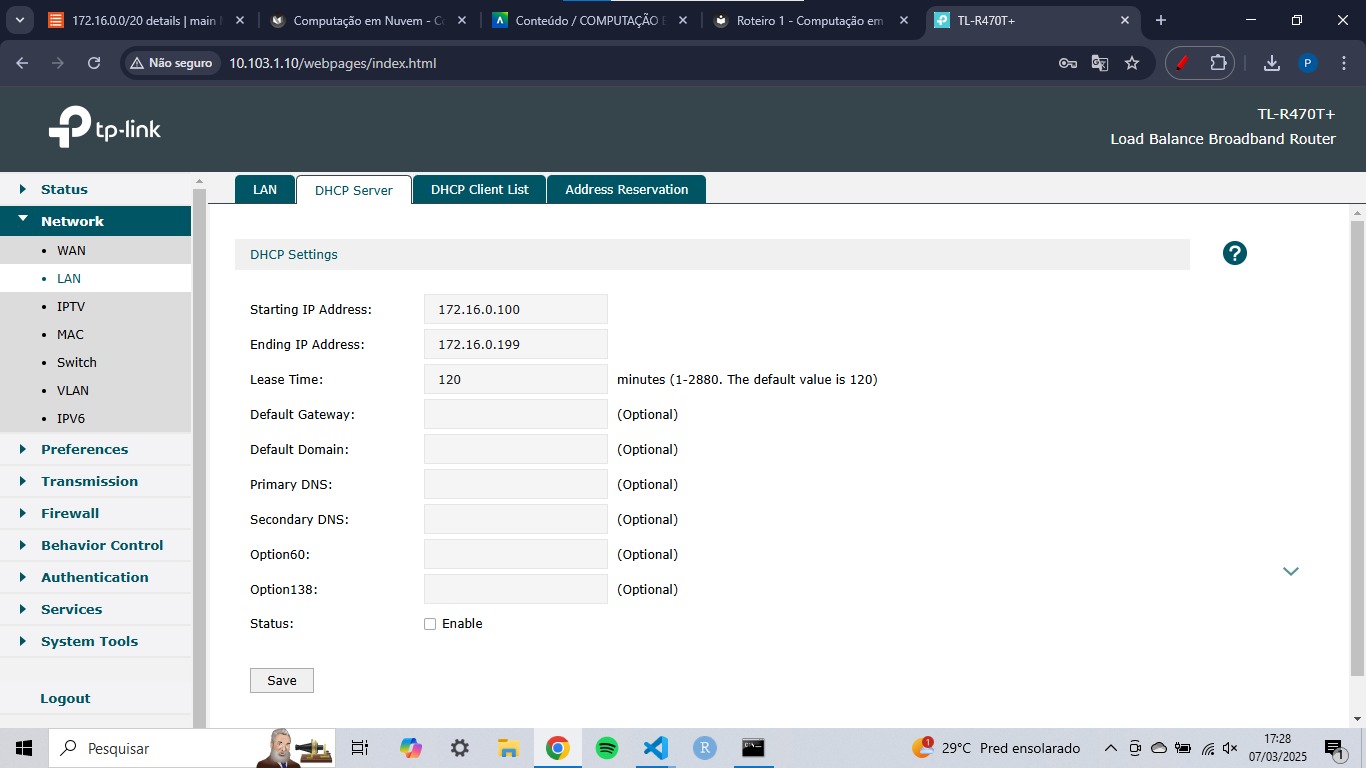 172.16.0.0/20 details | main
Computação em Nuvem - Co
Conteúdo / COMPUTAÇÃO E
Roteiro 1 - Computação em
TL-R470T+
Não seguro
10.103.1.10/webpages/index.html
P
tp-link
TL-R470T+
Load Balance Broadband Router
Status
Network
WAN
LAN
IPTV
MAC
Switch
VLAN
IPV6
Preferences
Transmission
Firewall
Behavior Control
Authentication
Services
System Tools
Logout
LAN
DHCP Server
DHCP Client List
Address Reservation
DHCP Settings
?
Starting IP Address: 172.16.0.100
Ending IP Address: 172.16.0.199
Lease Time: 120 minutes (1-2880. The default value is 120)
Default Gateway: (Optional)
Default Domain: (Optional)
Primary DNS: (Optional)
Secondary DNS: (Optional)
Option60: (Optional)
Option138: (Optional)
Status: Enable
Save
Pesquisar
R
1
29°C Pred ensolarado
17:28
07/03/2025
1